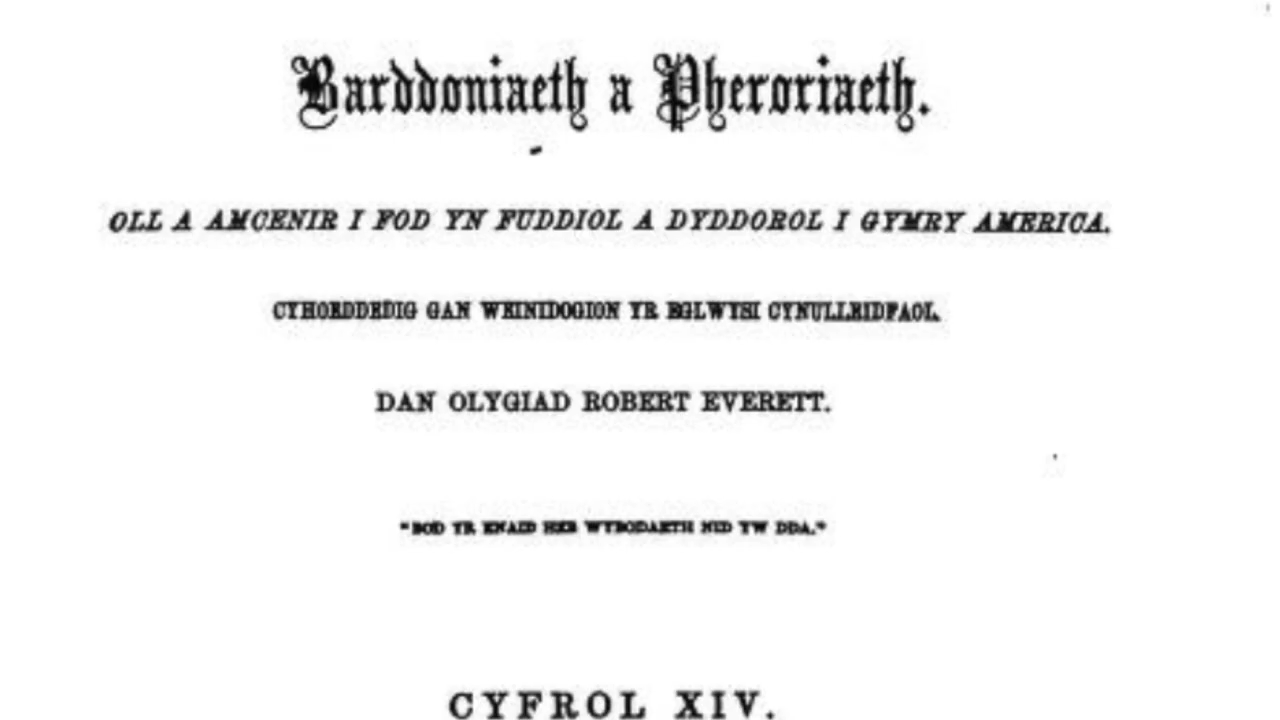 Barddoniaeth a Pheroriaeth.
OLL A AMCENIR I FOD YN FUDDIOL A DYDDOROL I GYMRY AMERICA.
CYHOEDDEDIG GAN WEINIDOGION YR EGLWYSI CYNULLEIDFAOL.
DAN OLYGIAD ROBERT EVERETT.
"BOD YR ENAID HEB WYBODAETH NID YW DDA."
CYFROL XIV.